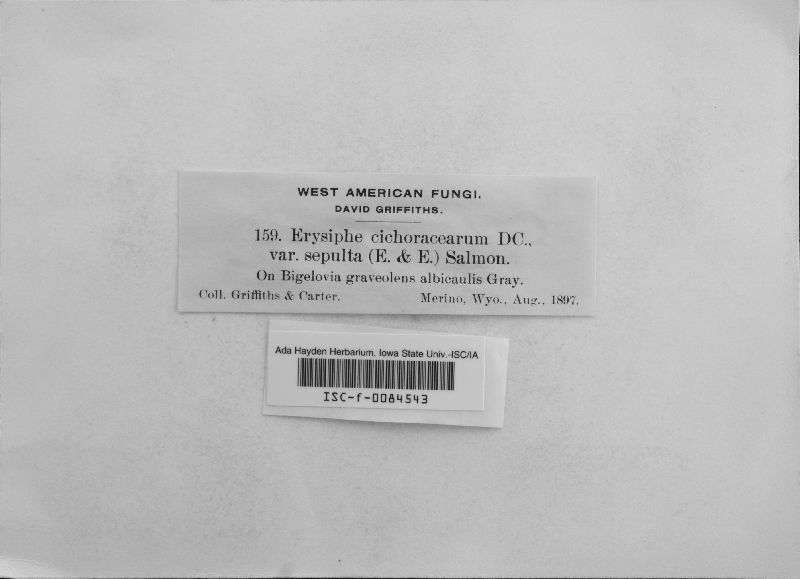 WEST AMERICAN FUNGI.
DAVID GRIFFITHS.
159. Erysiphe cichoracearum DC.,
var. sepulta (E. & E.) Salmon.
On Bigelovia graveolens albicaulis Gray.
Coll. Griffiths & Carter. Merino, Wyo., Aug., 1897.
Ada Hayden Herbarium, Iowa State Univ.-ISC/IA
ISC-f-0084543